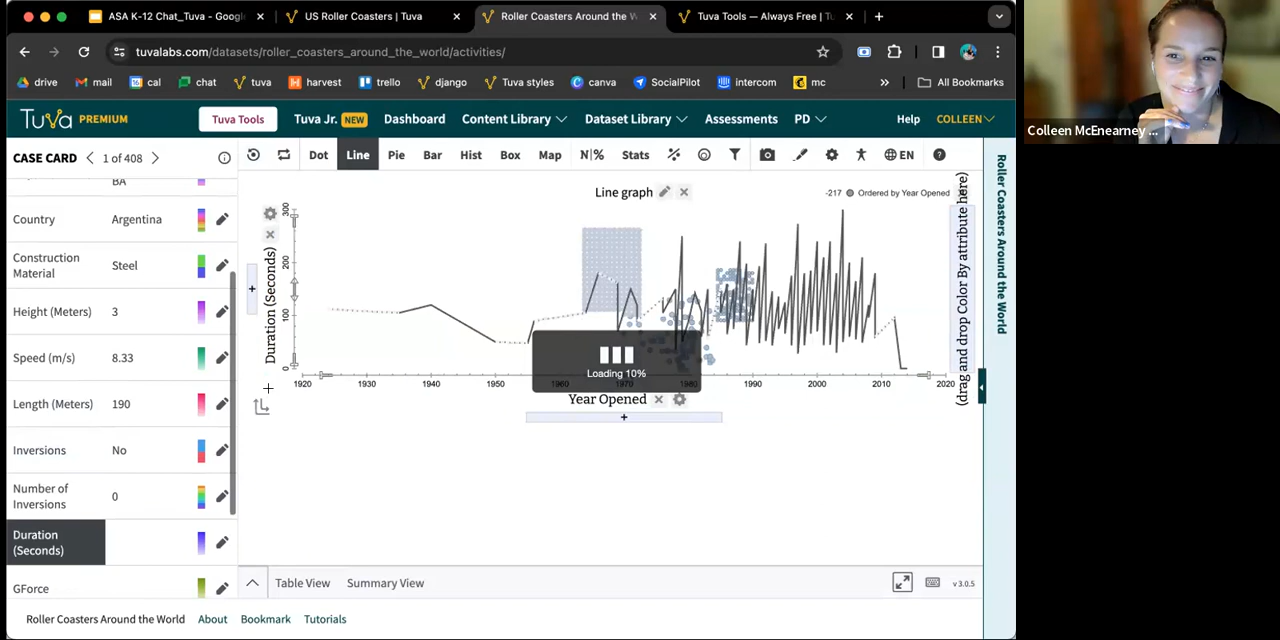 ASA K-12 Chat_Tuva - Goog
US Roller Coasters | Tuva
Roller Coasters Around the W
Tuva Tools — Always Free | Tu
tuvalabs.com/datasets/roller_coasters_around_the_world/activities/
drive mail cal chat tuva harvest trello django Tuva styles canva SocialPilot intercom mc All Bookmarks
Tuva PREMIUM Tuva Tools Tuva Jr. NEW Dashboard Content Library Dataset Library Assessments PD Help COLLEEN
CASE CARD 1 of 408
Dot Line Pie Bar Hist Box Map N|% Stats EN
BA
Country Argentina
Construction Material Steel
Height (Meters) 3
Speed (m/s) 8.33
Length (Meters) 190
Inversions No
Number of Inversions 0
Duration (Seconds)
GForce
Line graph
-217 Ordered by Year Opened
Duration (Seconds)
300
200
100
0
Loading 10%
1920 1930 1940 1950 1960 1970 1980 1990 2000 2010 2020
Year Opened
(drag and drop Color By attribute here)
Roller Coasters Around the World
Table View Summary View
v 3.0.5
Roller Coasters Around the World About Bookmark Tutorials
Colleen McEnearney ...